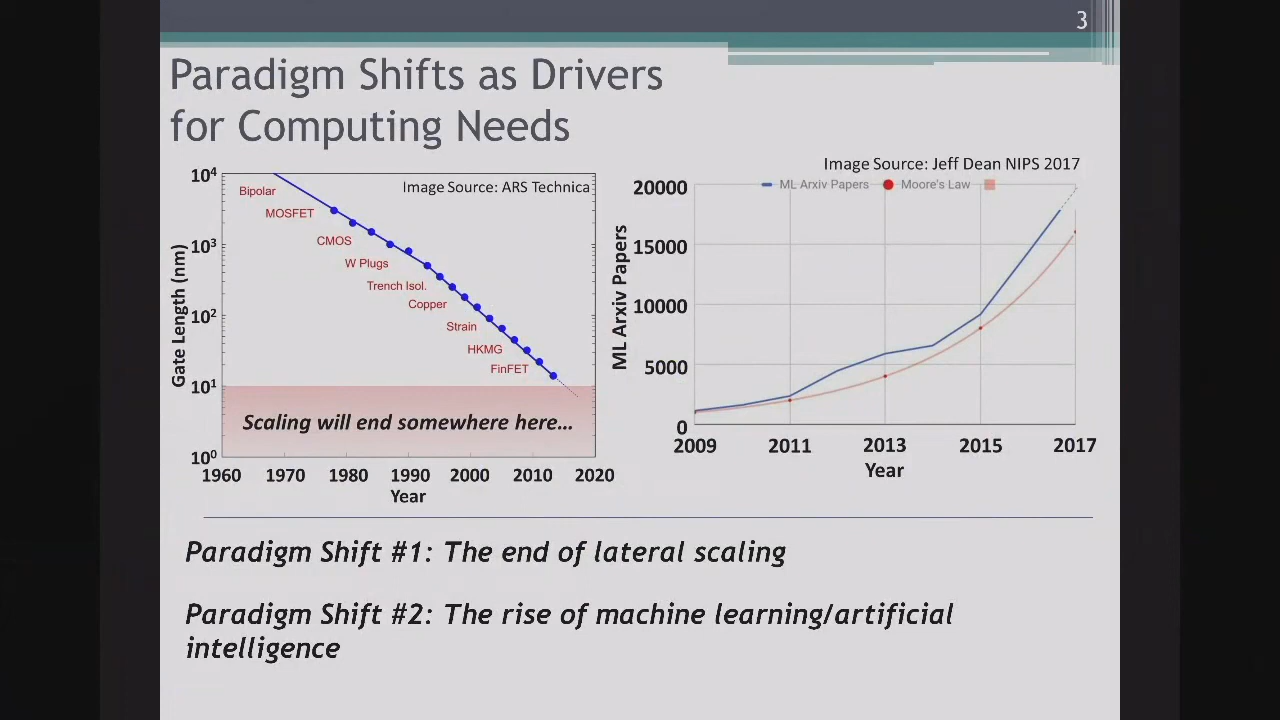 3
Paradigm Shifts as Drivers
for Computing Needs
Image Source: ARS Technica
10⁴
10³
10²
10¹
10⁰
Gate Length (nm)
Bipolar
MOSFET
CMOS
W Plugs
Trench Isol.
Copper
Strain
HKMG
FinFET
Scaling will end somewhere here...
1960 1970 1980 1990 2000 2010 2020
Year
Image Source: Jeff Dean NIPS 2017
ML Arxiv Papers Moore's Law
20000
15000
10000
5000
0
ML Arxiv Papers
2009 2011 2013 2015 2017
Year
Paradigm Shift #1: The end of lateral scaling
Paradigm Shift #2: The rise of machine learning/artificial
intelligence